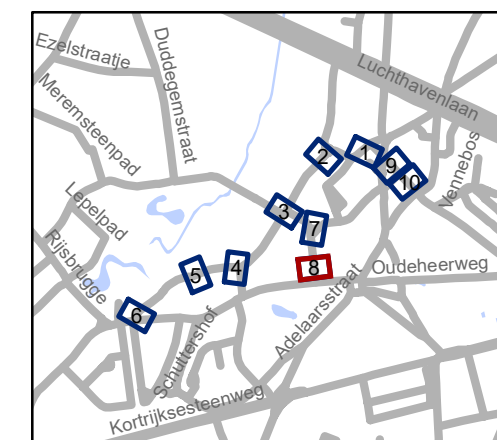 Ezelstraatje
Duddegemstraat
Luchthavenlaan
Meremsteenpad
1
2
9
10
Vennebos
Lepelpad
3
7
Rijsbrugge
5
4
8
Oudeheerweg
6
Schuttershof
Adelaarsstraat
Kortrijksesteenweg